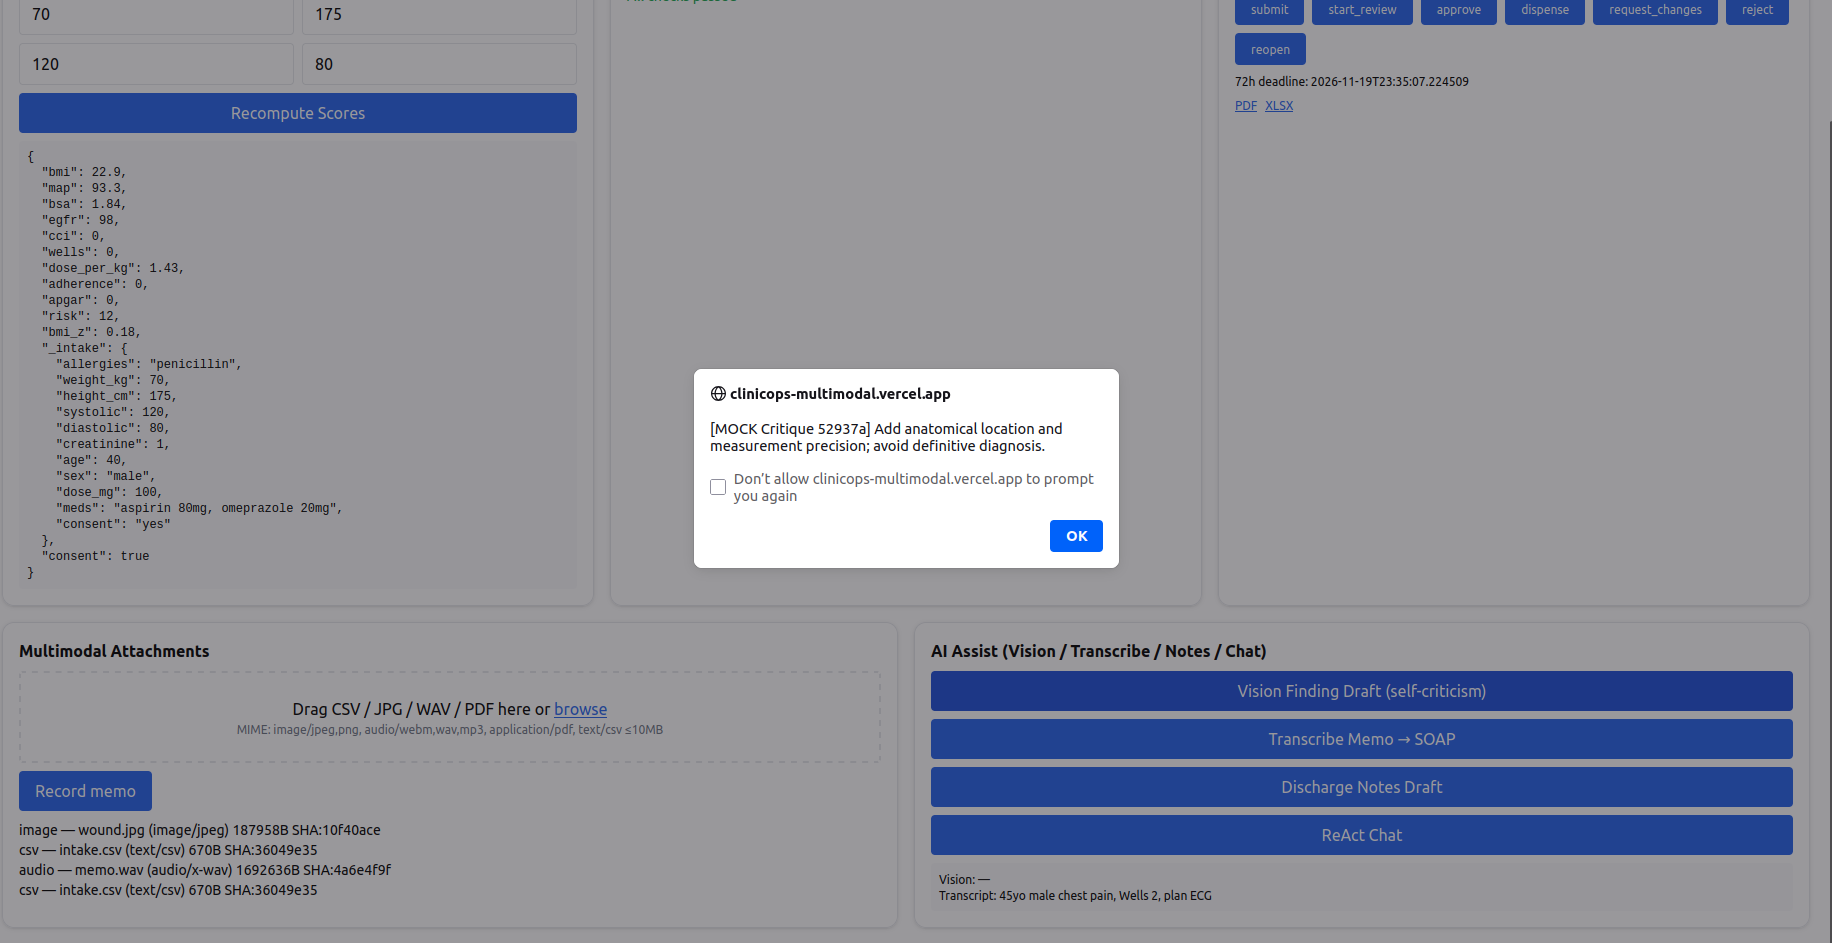 70
175
120
80
Recompute Scores
{
  "bmi": 22.9,
  "map": 93.3,
  "bsa": 1.84,
  "egfr": 98,
  "cci": 0,
  "wells": 0,
  "dose_per_kg": 1.43,
  "adherence": 0,
  "apgar": 0,
  "risk": 12,
  "bmi_z": 0.18,
  "_intake": {
    "allergies": "penicillin",
    "weight_kg": 70,
    "height_cm": 175,
    "systolic": 120,
    "diastolic": 80,
    "creatinine": 1,
    "age": 40,
    "sex": "male",
    "dose_mg": 100,
    "meds": "aspirin 80mg, omeprazole 20mg",
    "consent": "yes"
  },
  "consent": true
}
submit
start_review
approve
dispense
request_changes
reject
reopen
72h deadline: 2026-11-19T23:35:07.224509
PDF XLSX
clinicops-multimodal.vercel.app
[MOCK Critique 52937a] Add anatomical location and
measurement precision; avoid definitive diagnosis.
Don’t allow clinicops-multimodal.vercel.app to prompt
you again
OK
Multimodal Attachments
Drag CSV / JPG / WAV / PDF here or browse
MIME: image/jpeg,png, audio/webm,wav,mp3, application/pdf, text/csv ≤10MB
Record memo
image — wound.jpg (image/jpeg) 187958B SHA:10f40ace
csv — intake.csv (text/csv) 670B SHA:36049e35
audio — memo.wav (audio/x-wav) 1692636B SHA:4a6e4f9f
csv — intake.csv (text/csv) 670B SHA:36049e35
AI Assist (Vision / Transcribe / Notes / Chat)
Vision Finding Draft (self-criticism)
Transcribe Memo → SOAP
Discharge Notes Draft
ReAct Chat
Vision: —
Transcript: 45yo male chest pain, Wells 2, plan ECG